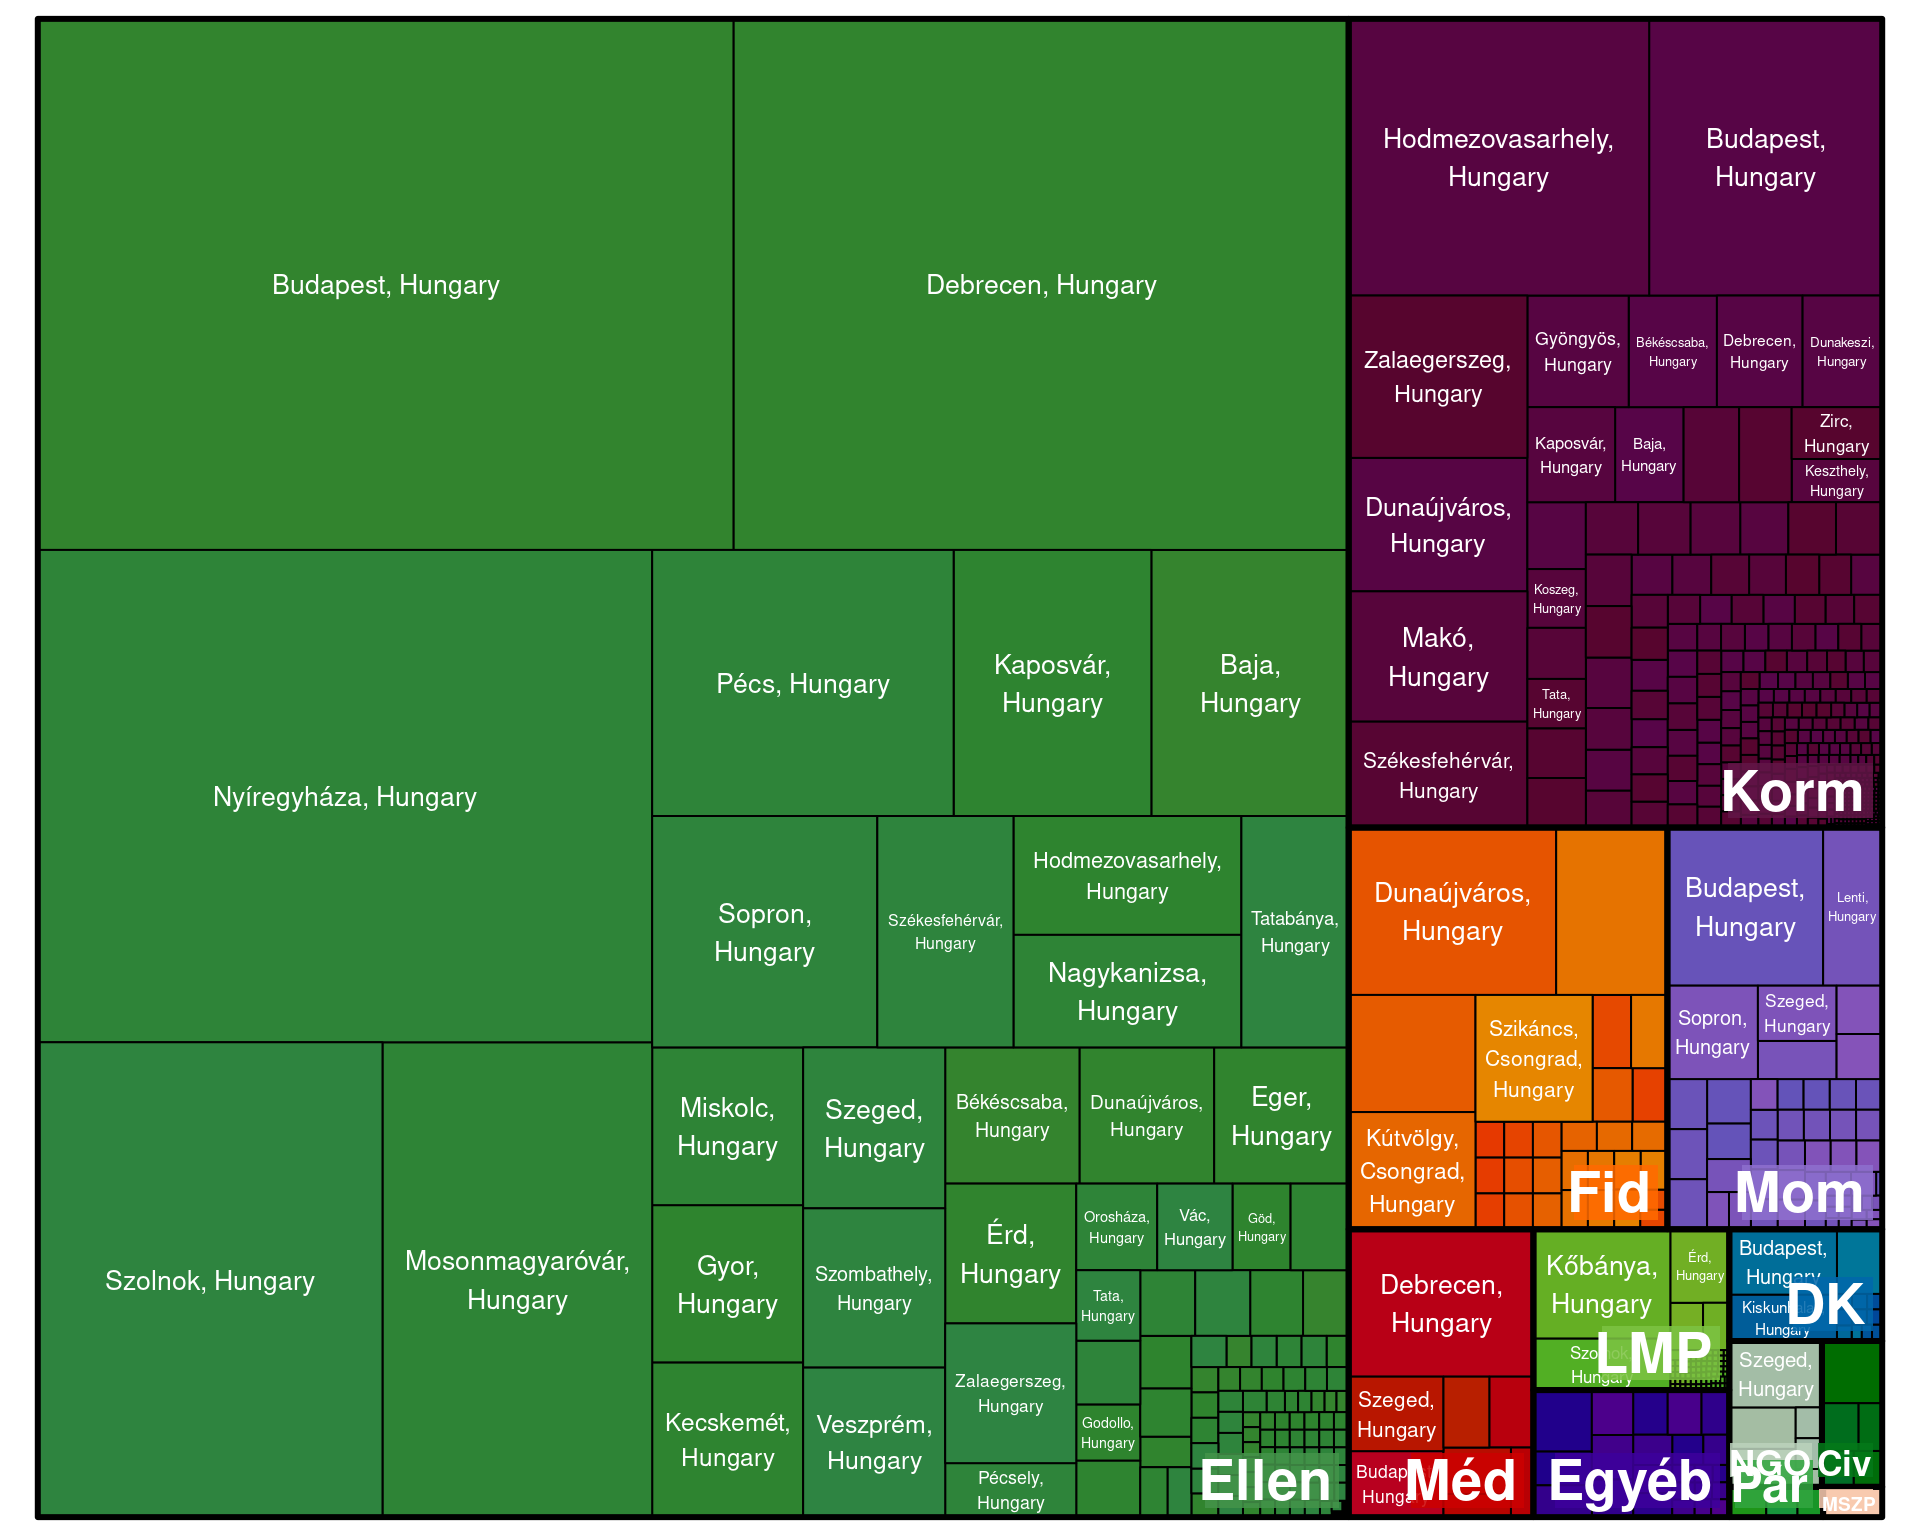 Budapest, Hungary
Debrecen, Hungary
Nyíregyháza, Hungary
Pécs, Hungary
Kaposvár,
Hungary
Baja,
Hungary
Sopron,
Hungary
Székesfehérvár,
Hungary
Hodmezovasarhely,
Hungary
Nagykanizsa,
Hungary
Tatabánya,
Hungary
Szolnok, Hungary
Mosonmagyaróvár,
Hungary
Miskolc,
Hungary
Szeged,
Hungary
Békéscsaba,
Hungary
Dunaújváros,
Hungary
Eger,
Hungary
Gyor,
Hungary
Szombathely,
Hungary
Érd,
Hungary
Orosháza,
Hungary
Vác,
Hungary
Göd,
Hungary
Tata,
Hungary
Kecskemét,
Hungary
Veszprém,
Hungary
Zalaegerszeg,
Hungary
Godollo,
Hungary
Pécsely,
Hungary
Ellen
Hodmezovasarhely,
Hungary
Budapest,
Hungary
Zalaegerszeg,
Hungary
Gyöngyös,
Hungary
Békéscsaba,
Hungary
Debrecen,
Hungary
Dunakeszi,
Hungary
Kaposvár,
Hungary
Baja,
Hungary
Zirc,
Hungary
Keszthely,
Hungary
Dunaújváros,
Hungary
Koszeg,
Hungary
Makó,
Hungary
Tata,
Hungary
Székesfehérvár,
Hungary
Korm
Dunaújváros,
Hungary
Szikáncs,
Csongrad,
Hungary
Kútvölgy,
Csongrad,
Hungary
Fid
Budapest,
Hungary
Lenti,
Hungary
Sopron,
Hungary
Szeged,
Hungary
Mom
Debrecen,
Hungary
Szeged,
Hungary
Hungary
Méd
Kőbánya,
Hungary
Érd,
Hungary
Hungary
LMP
Egyéb
Budapest,
Hungary
Hungary
DK
Szeged,
Hungary
NGO
Civ
Par
MSZP